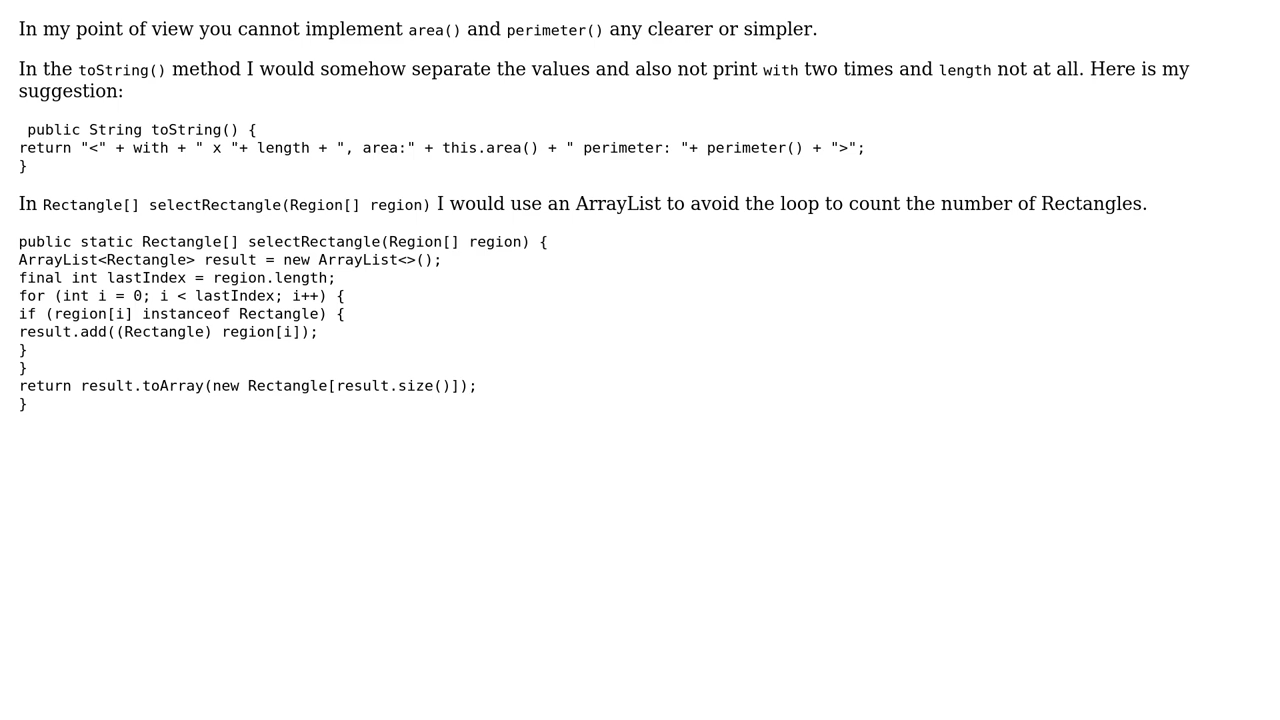 In my point of view you cannot implement area() and perimeter() any clearer or simpler.
In the toString() method I would somehow separate the values and also not print with two times and length not at all. Here is my
suggestion:
public String toString() {
return "<" + with + " x "+ length + ", area:" + this.area() + " perimeter: "+ perimeter() + ">";
}
In Rectangle[] selectRectangle(Region[] region) I would use an ArrayList to avoid the loop to count the number of Rectangles.
public static Rectangle[] selectRectangle(Region[] region) {
ArrayList<Rectangle> result = new ArrayList<>();
final int lastIndex = region.length;
for (int i = 0; i < lastIndex; i++) {
if (region[i] instanceof Rectangle) {
result.add((Rectangle) region[i]);
}
}
return result.toArray(new Rectangle[result.size()]);
}